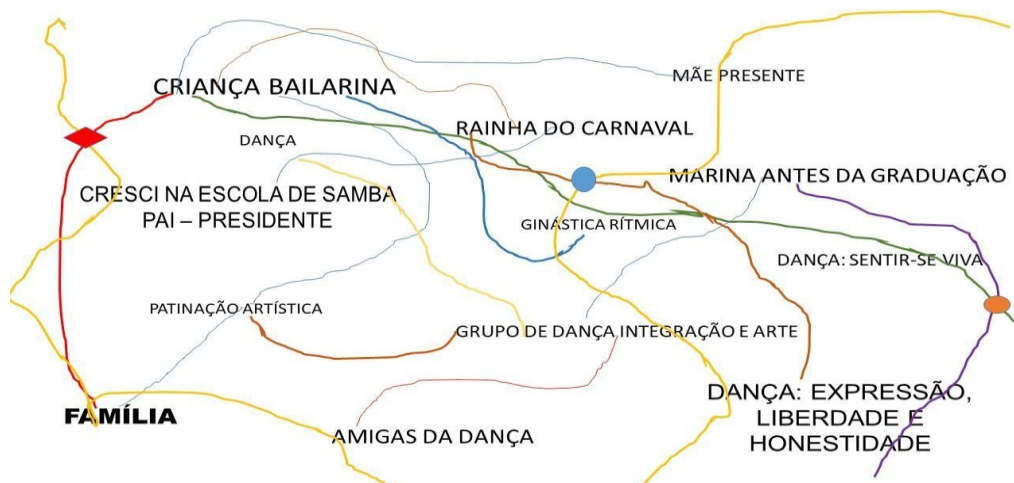 MÃE PRESENTE
CRIANÇA BAILARINA
RAINHA DO CARNAVAL
DANÇA
MARINA ANTES DA GRADUAÇÃO
CRESCI NA ESCOLA DE SAMBA
PAI – PRESIDENTE
GINÁSTICA RÍTMICA
DANÇA: SENTIR-SE VIVA
PATINAÇÃO ARTÍSTICA
GRUPO DE DANÇA INTEGRAÇÃO E ARTE
DANÇA: EXPRESSÃO,
LIBERDADE E
HONESTIDADE
FAMÍLIA
AMIGAS DA DANÇA